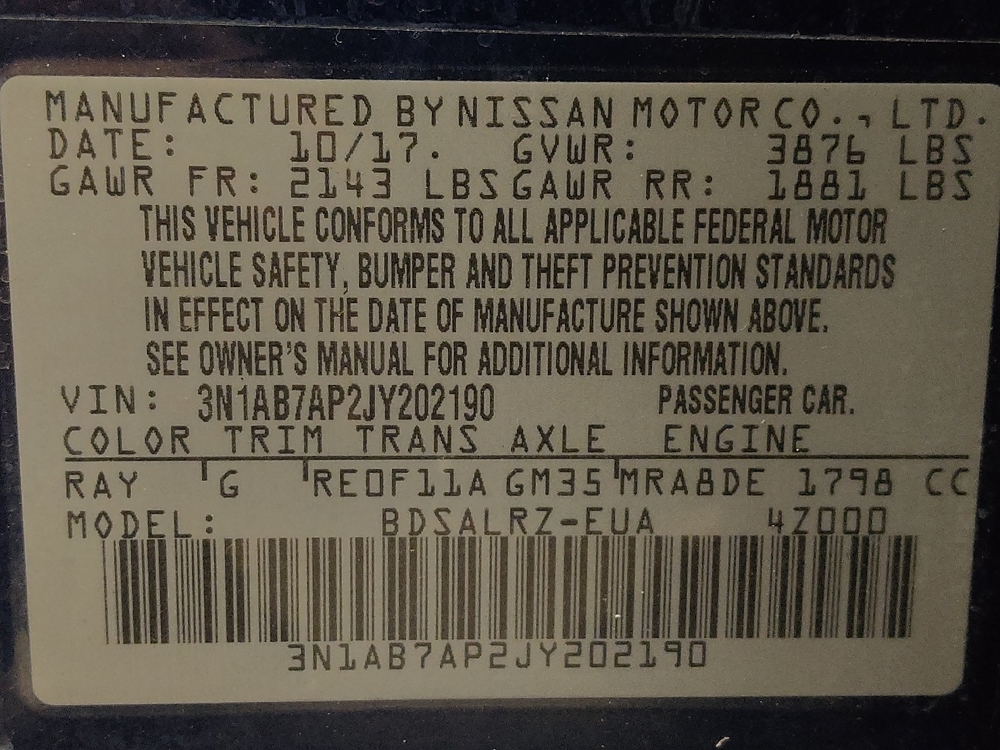 MANUFACTURED BY NISSAN MOTOR CO., LTD.
DATE: 10/17. GVWR: 3876 LBS
GAWR FR: 2143 LBS GAWR RR: 1881 LBS
THIS VEHICLE CONFORMS TO ALL APPLICABLE FEDERAL MOTOR
VEHICLE SAFETY, BUMPER AND THEFT PREVENTION STANDARDS
IN EFFECT ON THE DATE OF MANUFACTURE SHOWN ABOVE.
SEE OWNER'S MANUAL FOR ADDITIONAL INFORMATION.
VIN: 3N1AB7AP2JY202190 PASSENGER CAR.
COLOR TRIM TRANS AXLE ENGINE
RAY G RE0F11A GM35 MRA8DE 1798 CC
MODEL: BDSALRZ-EUA 4Z000
3N1AB7AP2JY202190